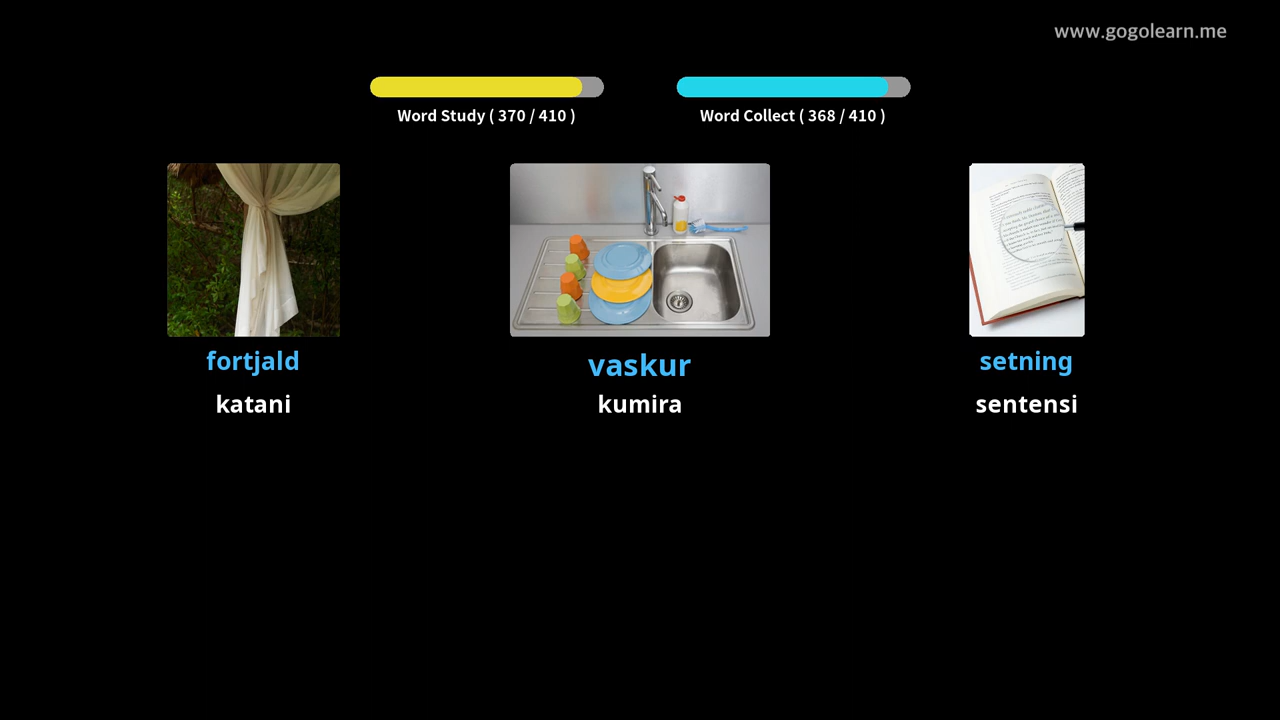 www.gogolearn.me
Word Study ( 370 / 410 )
Word Collect ( 368 / 410 )
fortjald
vaskur
setning
katani
kumira
sentensi